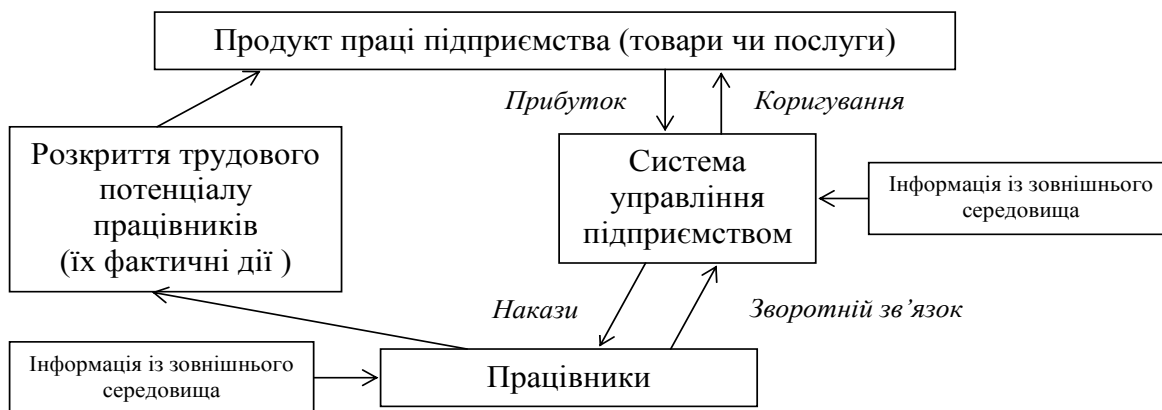 Продукт праці підприємства (товари чи послуги)
Прибуток
Коригування
Розкриття трудового
потенціалу
працівників
(їх фактичні дії )
Система
управління
підприємством
Інформація із зовнішнього
середовища
Накази
Зворотній зв’язок
Інформація із зовнішнього
середовища
Працівники